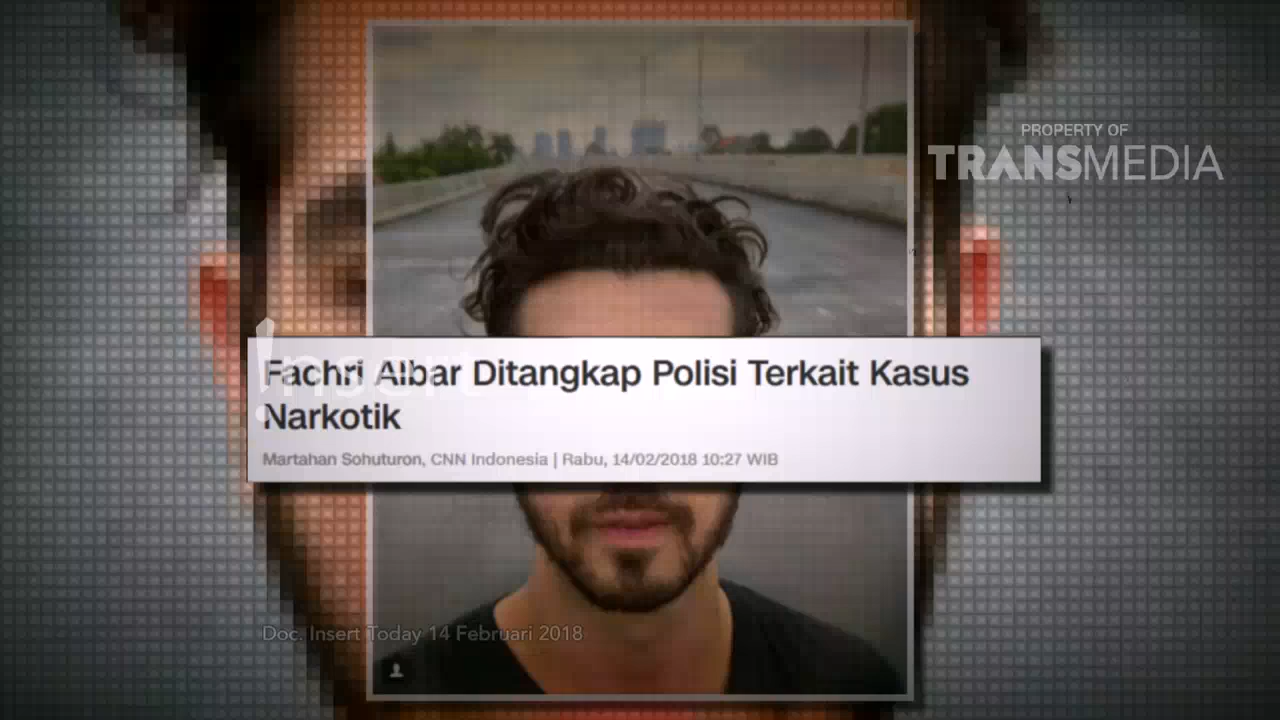 PROPERTY OF
TRANSMEDIA
insert
Fachri Albar Ditangkap Polisi Terkait Kasus
Narkotik
Martahan Sohuturon, CNN Indonesia | Rabu, 14/02/2018 10:27 WIB
Doc. Insert Today 14 Februari 2018